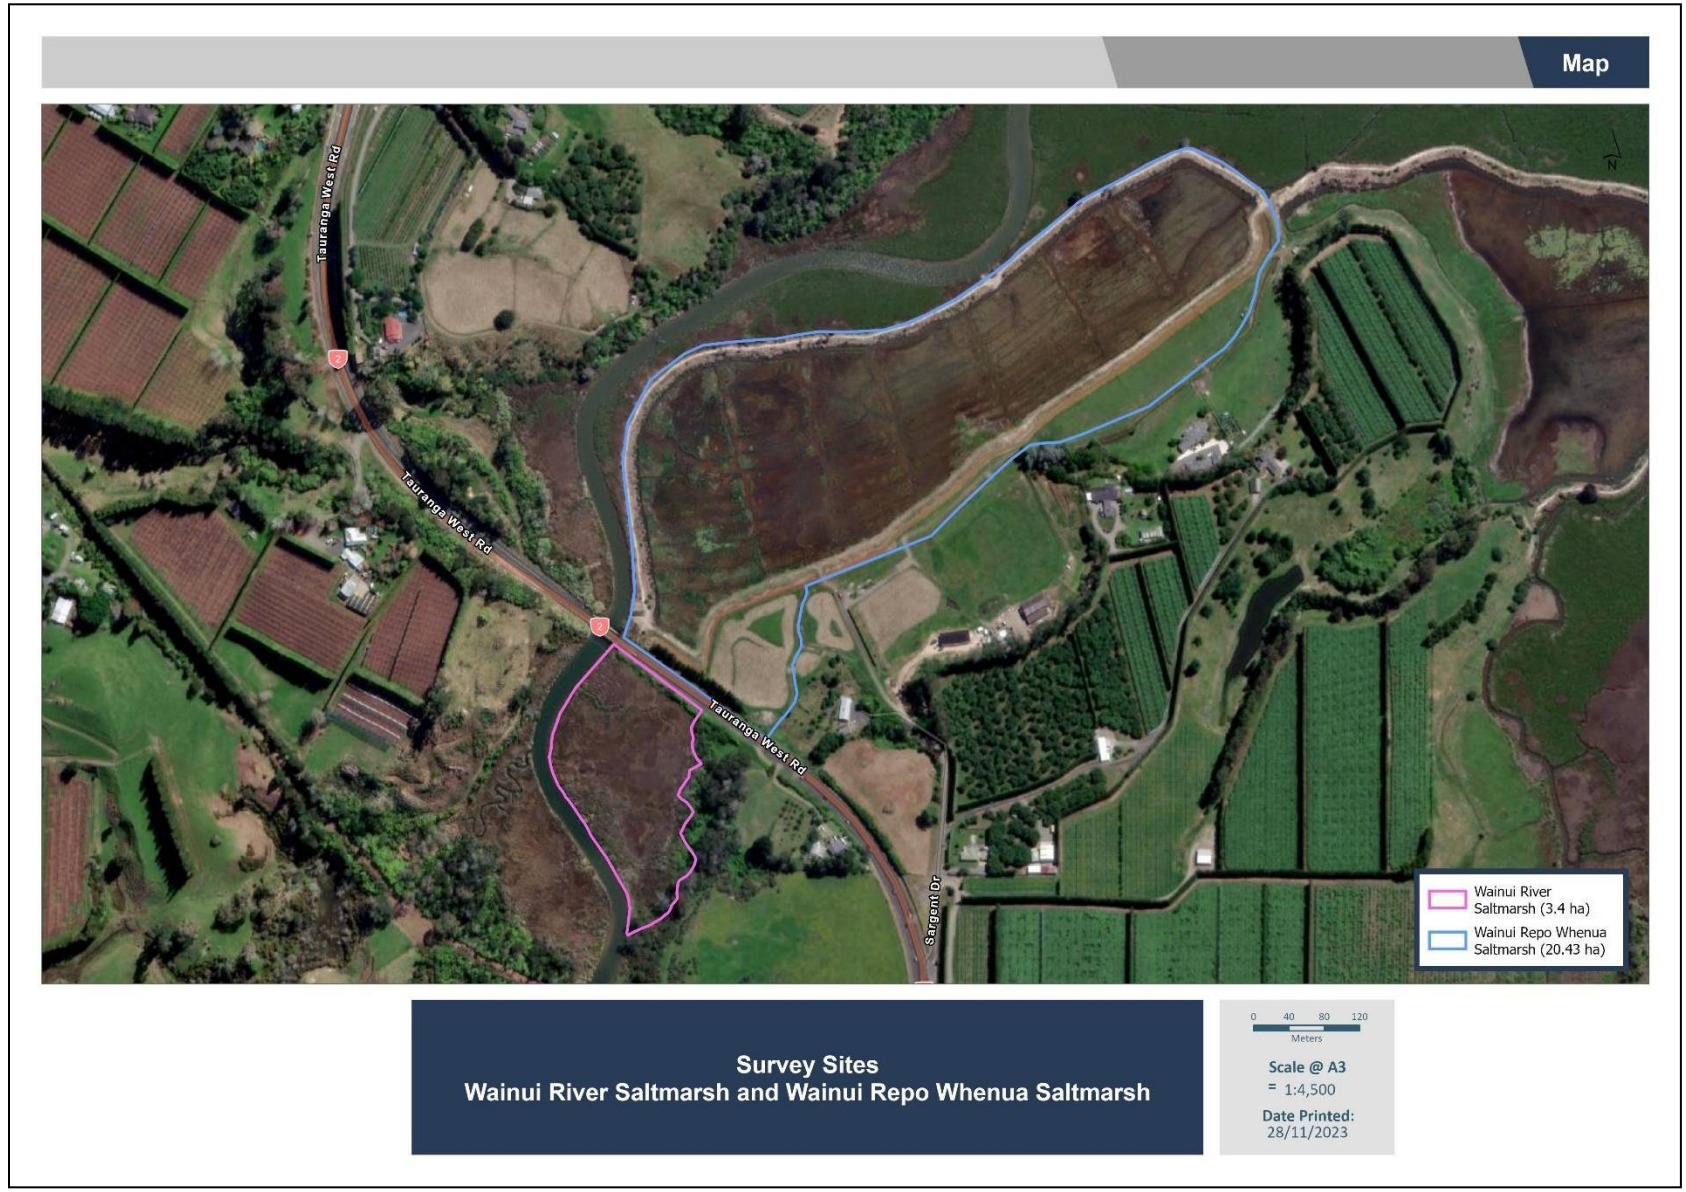 Map
Tauranga West Rd
N
2
Tauranga West Rd
2
Tauranga West Rd
Sargent Dr
Wainui River
Saltmarsh (3.4 ha)
Wainui Repo Whenua
Saltmarsh (20.43 ha)
Survey Sites
Wainui River Saltmarsh and Wainui Repo Whenua Saltmarsh
0 40 80 120
Meters
Scale @ A3
= 1:4,500
Date Printed:
28/11/2023